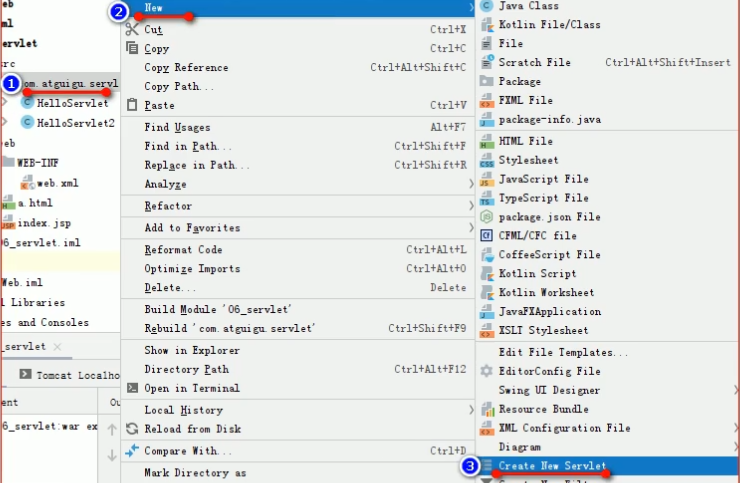 eb
ml
servlet
src
1
com.atguigu.servl
HelloServlet
HelloServlet2
eb
WEB-INF
web.xml
a.html
index.jsp
06_servlet.iml
Web.iml
l Libraries
es and Consoles
_servlet
Tomcat Localho
ent
Ou
6_servlet:war ex
2
New
Cut Ctrl+X
Copy Ctrl+C
Copy Reference Ctrl+Alt+Shift+C
Copy Path...
Paste Ctrl+V
Find Usages Alt+F7
Find in Path... Ctrl+Shift+F
Replace in Path... Ctrl+Shift+R
Analyze
Refactor
Add to Favorites
Reformat Code Ctrl+Alt+L
Optimize Imports Ctrl+Alt+O
Delete... Delete
Build Module '06_servlet'
Rebuild 'com.atguigu.servlet' Ctrl+Shift+F9
Show in Explorer
Directory Path Ctrl+Alt+F12
Open in Terminal
Local History
Reload from Disk
Compare With... Ctrl+D
Mark Directory as
Java Class
Kotlin File/Class
File
Scratch File Ctrl+Alt+Shift+Insert
Package
FXML File
package-info.java
HTML File
Stylesheet
JavaScript File
TypeScript File
package.json File
CFML/CFC file
CoffeeScript File
Kotlin Script
Kotlin Worksheet
JavaFXApplication
XSLT Stylesheet
Edit File Templates...
EditorConfig File
Swing UI Designer
Resource Bundle
XML Configuration File
Diagram
3
Create New Servlet